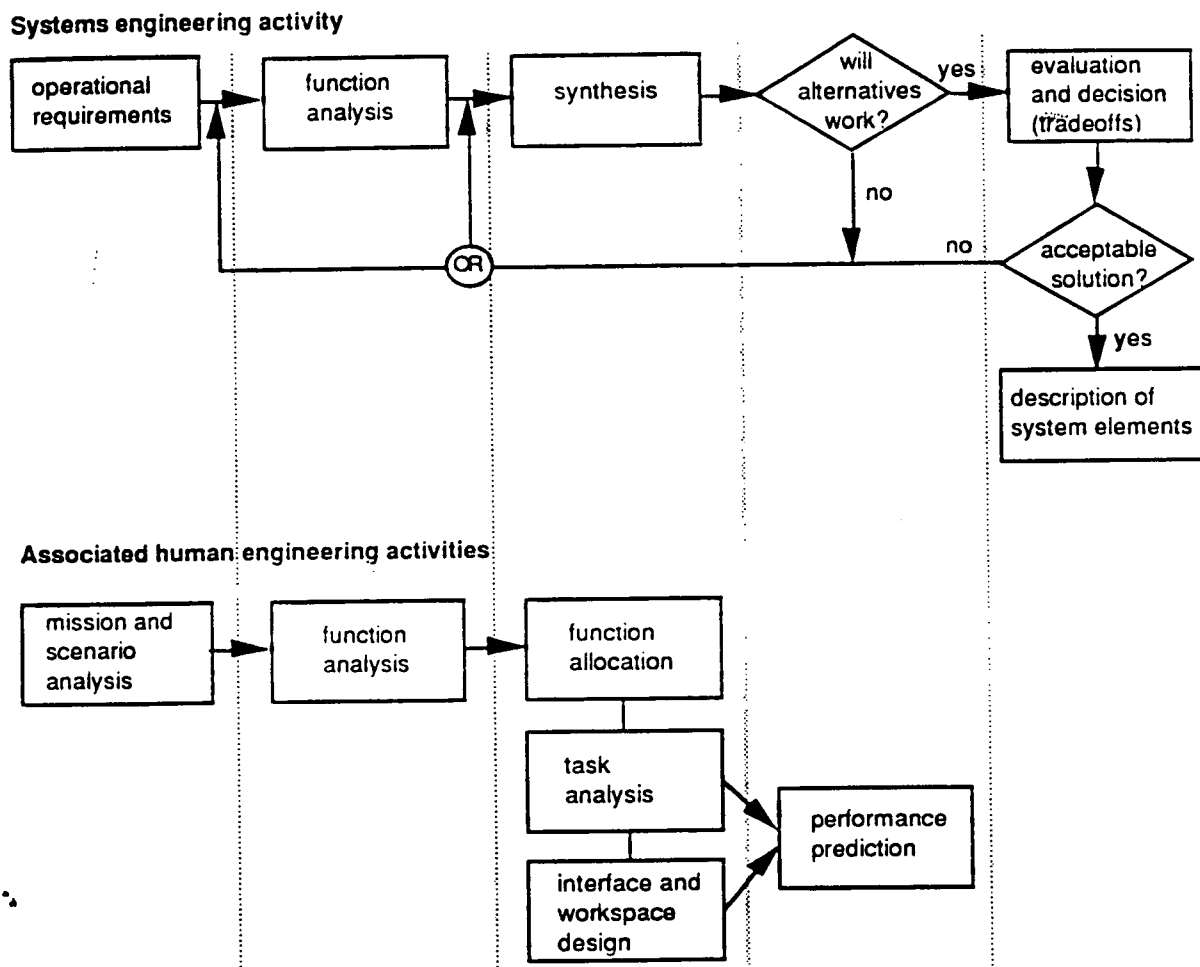 Systems engineering activity
operational
requirements
function
analysis
synthesis
will
alternatives
work?
yes
evaluation
and decision
(tradeoffs)
no
OR
no
acceptable
solution?
yes
description of
system elements
Associated human engineering activities
mission and
scenario
analysis
function
analysis
function
allocation
task
analysis
performance
prediction
interface and
workspace
design